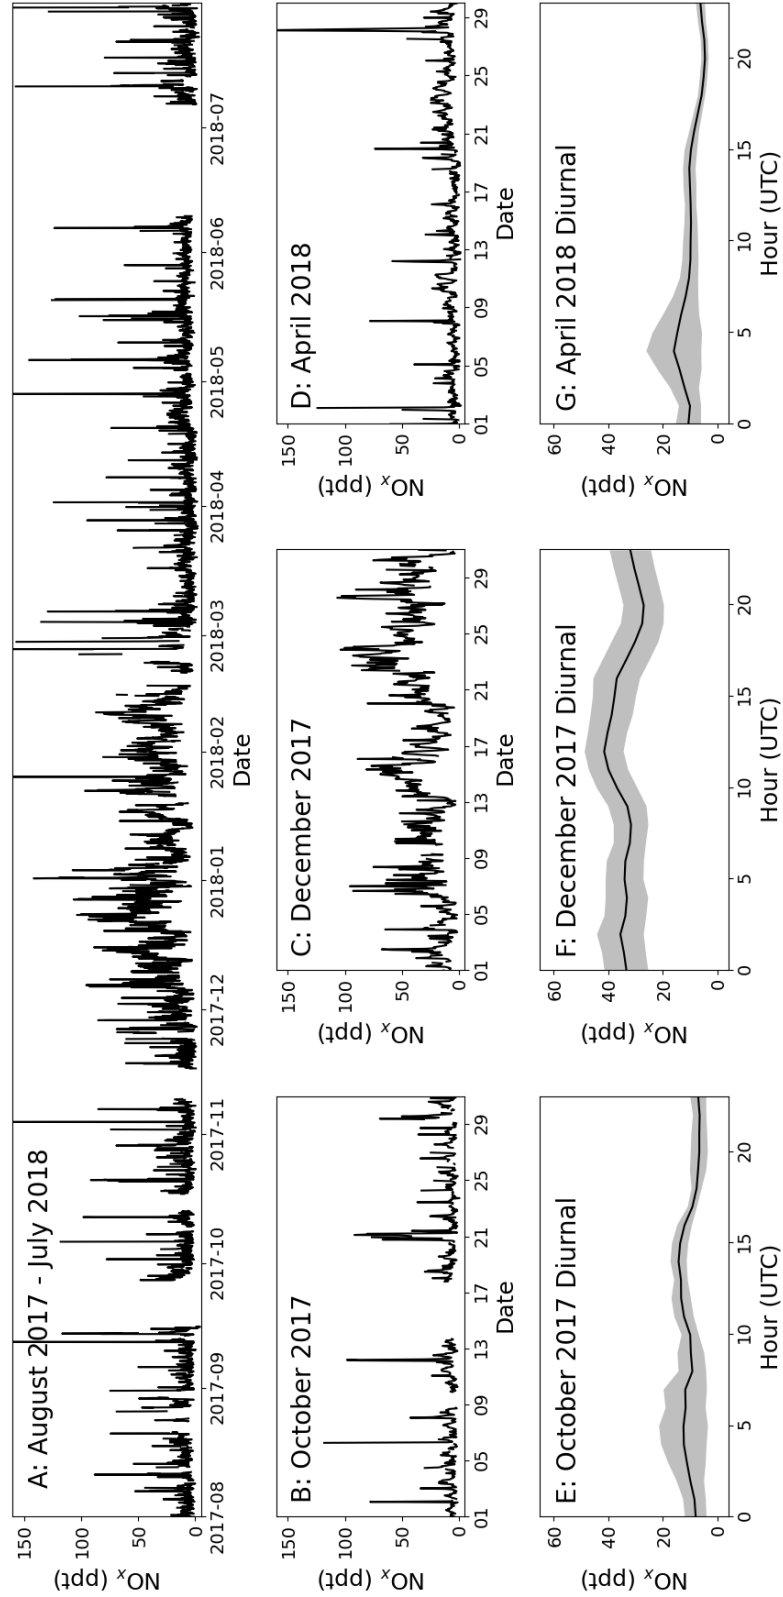 A: August 2017 - July 2018
NOx (ppt)
150
100
50
0
2017-08 2017-09 2017-10 2017-11 2017-12 2018-01 2018-02 2018-03 2018-04 2018-05 2018-06 2018-07
Date
B: October 2017
NOx (ppt)
150
100
50
0
01 05 09 13 17 21 25 29
Date
C: December 2017
NOx (ppt)
150
100
50
0
01 05 09 13 17 21 25 29
Date
D: April 2018
NOx (ppt)
150
100
50
0
01 05 09 13 17 21 25 29
Date
E: October 2017 Diurnal
NOx (ppt)
60
40
20
0
0 5 10 15 20
Hour (UTC)
F: December 2017 Diurnal
NOx (ppt)
60
40
20
0
0 5 10 15 20
Hour (UTC)
G: April 2018 Diurnal
NOx (ppt)
60
40
20
0
0 5 10 15 20
Hour (UTC)